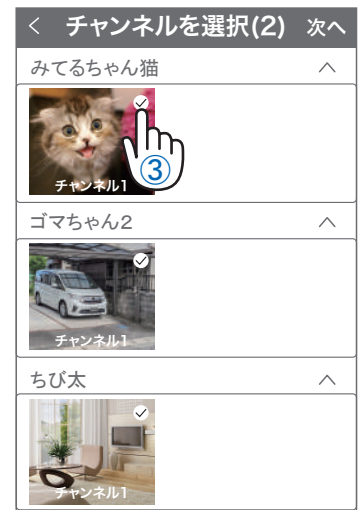 ＜ チャンネルを選択(2) 次へ
みてるちゃん猫
チャンネル1
③
ゴマちゃん2
チャンネル1
ちび太
チャンネル1